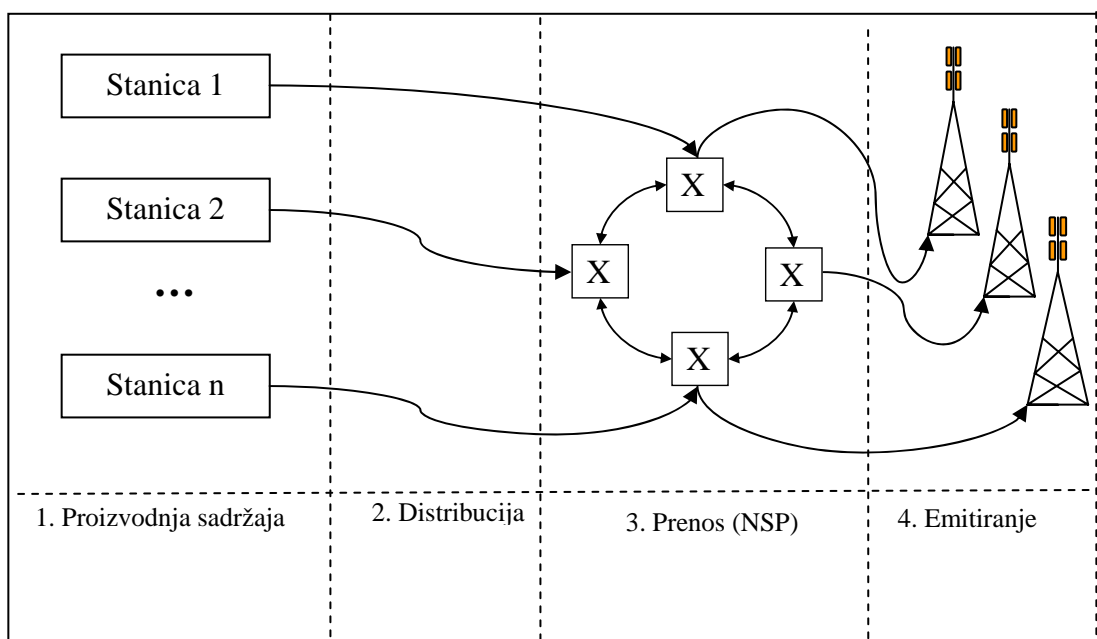 Stanica 1
Stanica 2
...
Stanica n
X
X
X
X
1. Proizvodnja sadržaja
2. Distribucija
3. Prenos (NSP)
4. Emitiranje